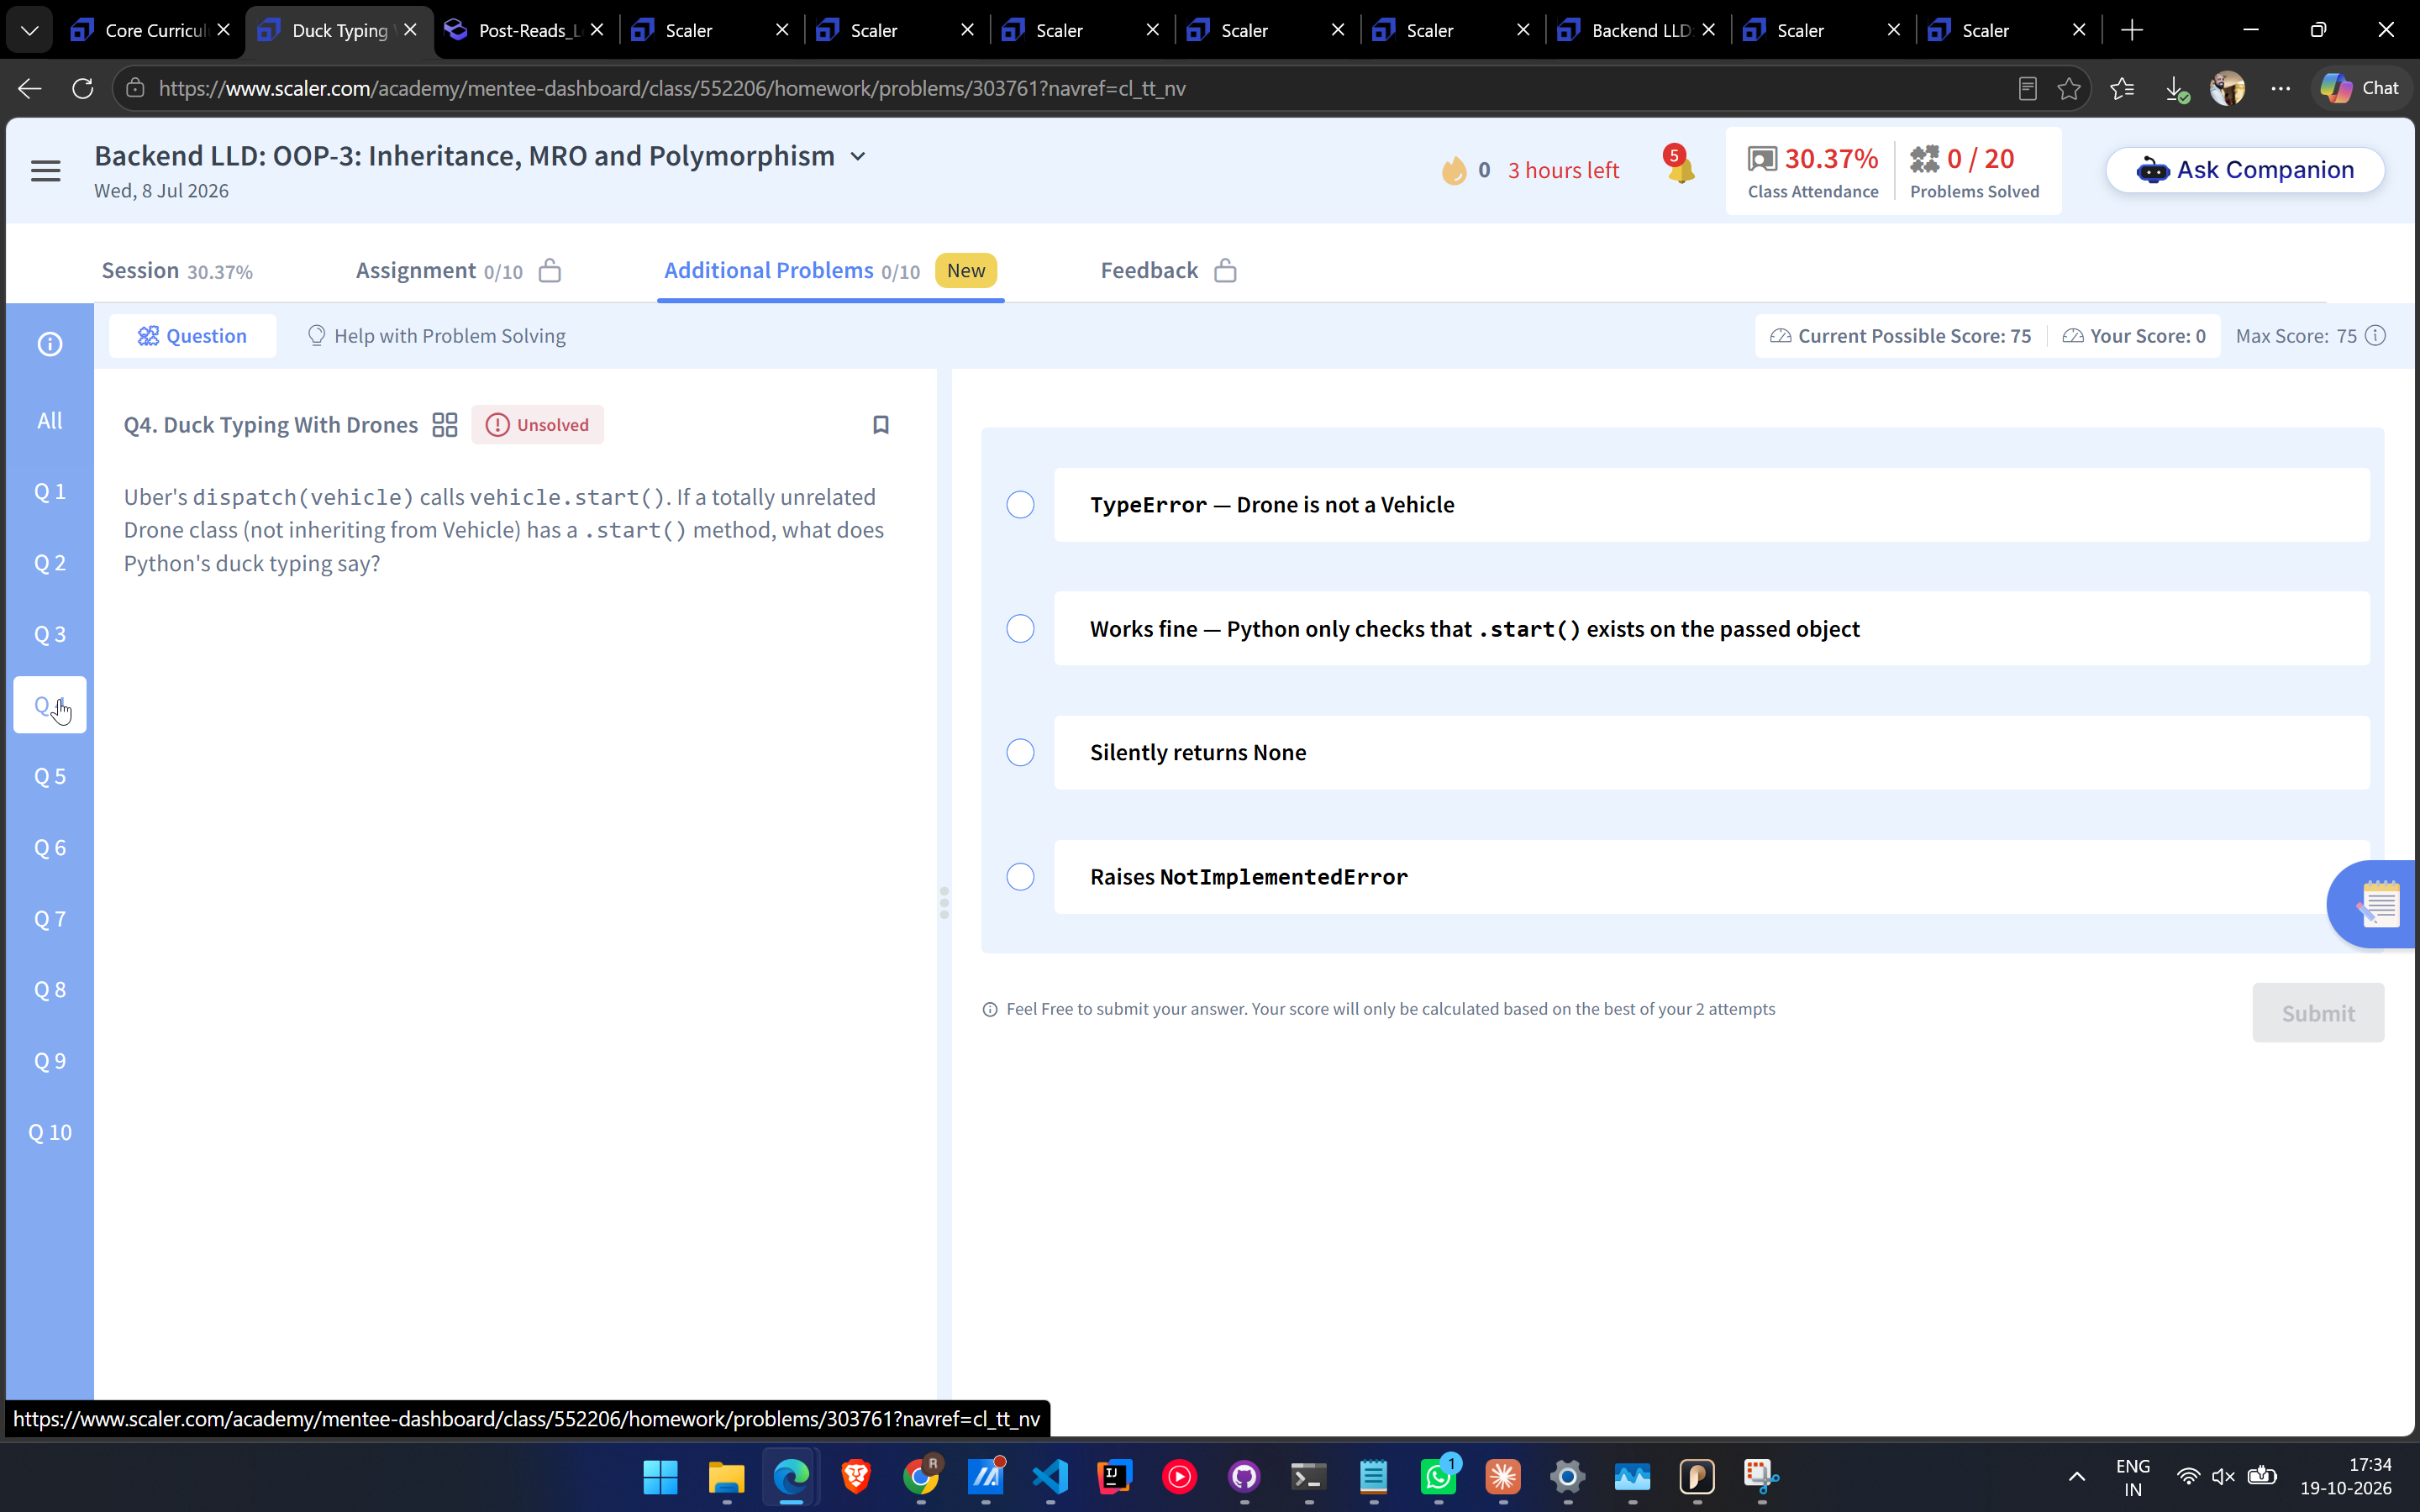 Core Curricul
Duck Typing
Post-Reads_L
Scaler
Scaler
Scaler
Scaler
Scaler
Backend LLD:
Scaler
Scaler
https://www.scaler.com/academy/mentee-dashboard/class/552206/homework/problems/303761?navref=cl_tt_nv
Chat
Backend LLD: OOP-3: Inheritance, MRO and Polymorphism
Wed, 8 Jul 2026
0 3 hours left
5
30.37%
Class Attendance
0 / 20
Problems Solved
Ask Companion
Session 30.37%
Assignment 0/10
Additional Problems 0/10 New
Feedback
Question
Help with Problem Solving
Current Possible Score: 75
Your Score: 0
Max Score: 75
All
Q 1
Q 2
Q 3
Q
Q 5
Q 6
Q 7
Q 8
Q 9
Q 10
Q4. Duck Typing With Drones
Unsolved
Uber's dispatch(vehicle) calls vehicle.start(). If a totally unrelated
Drone class (not inheriting from Vehicle) has a .start() method, what does
Python's duck typing say?
TypeError — Drone is not a Vehicle
Works fine — Python only checks that .start() exists on the passed object
Silently returns None
Raises NotImplementedError
Feel Free to submit your answer. Your score will only be calculated based on the best of your 2 attempts
Submit
https://www.scaler.com/academy/mentee-dashboard/class/552206/homework/problems/303761?navref=cl_tt_nv
R
IJ
1
ENG
IN
17:34
19-10-2026